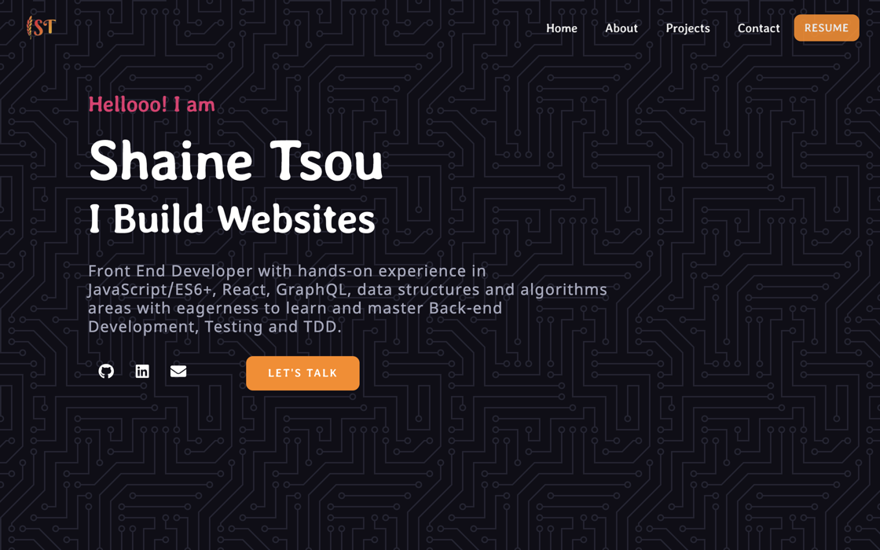 ST
Home About Projects Contact RESUME
Hellooo! I am
Shaine Tsou
I Build Websites
Front End Developer with hands-on experience in
JavaScript/ES6+, React, GraphQL, data structures and algorithms
areas with eagerness to learn and master Back-end
Development, Testing and TDD.
in
LET'S TALK